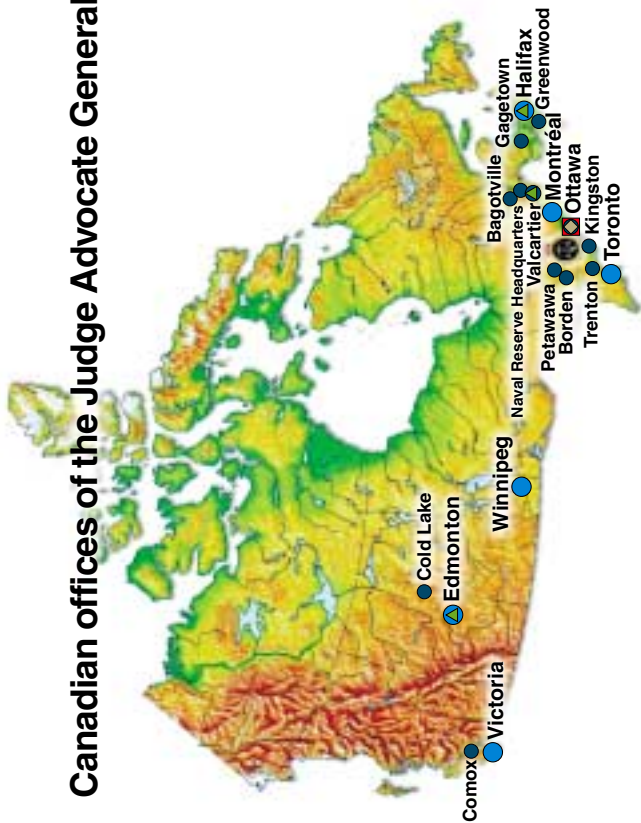 Canadian offices of the Judge Advocate General
Comox
Victoria
Cold Lake
Edmonton
Winnipeg
Naval Reserve Headquarters
Bagotville
Valcartier
Gagetown
Halifax
Greenwood
Montréal
Ottawa
Petawawa
Borden
Kingston
Trenton
Toronto